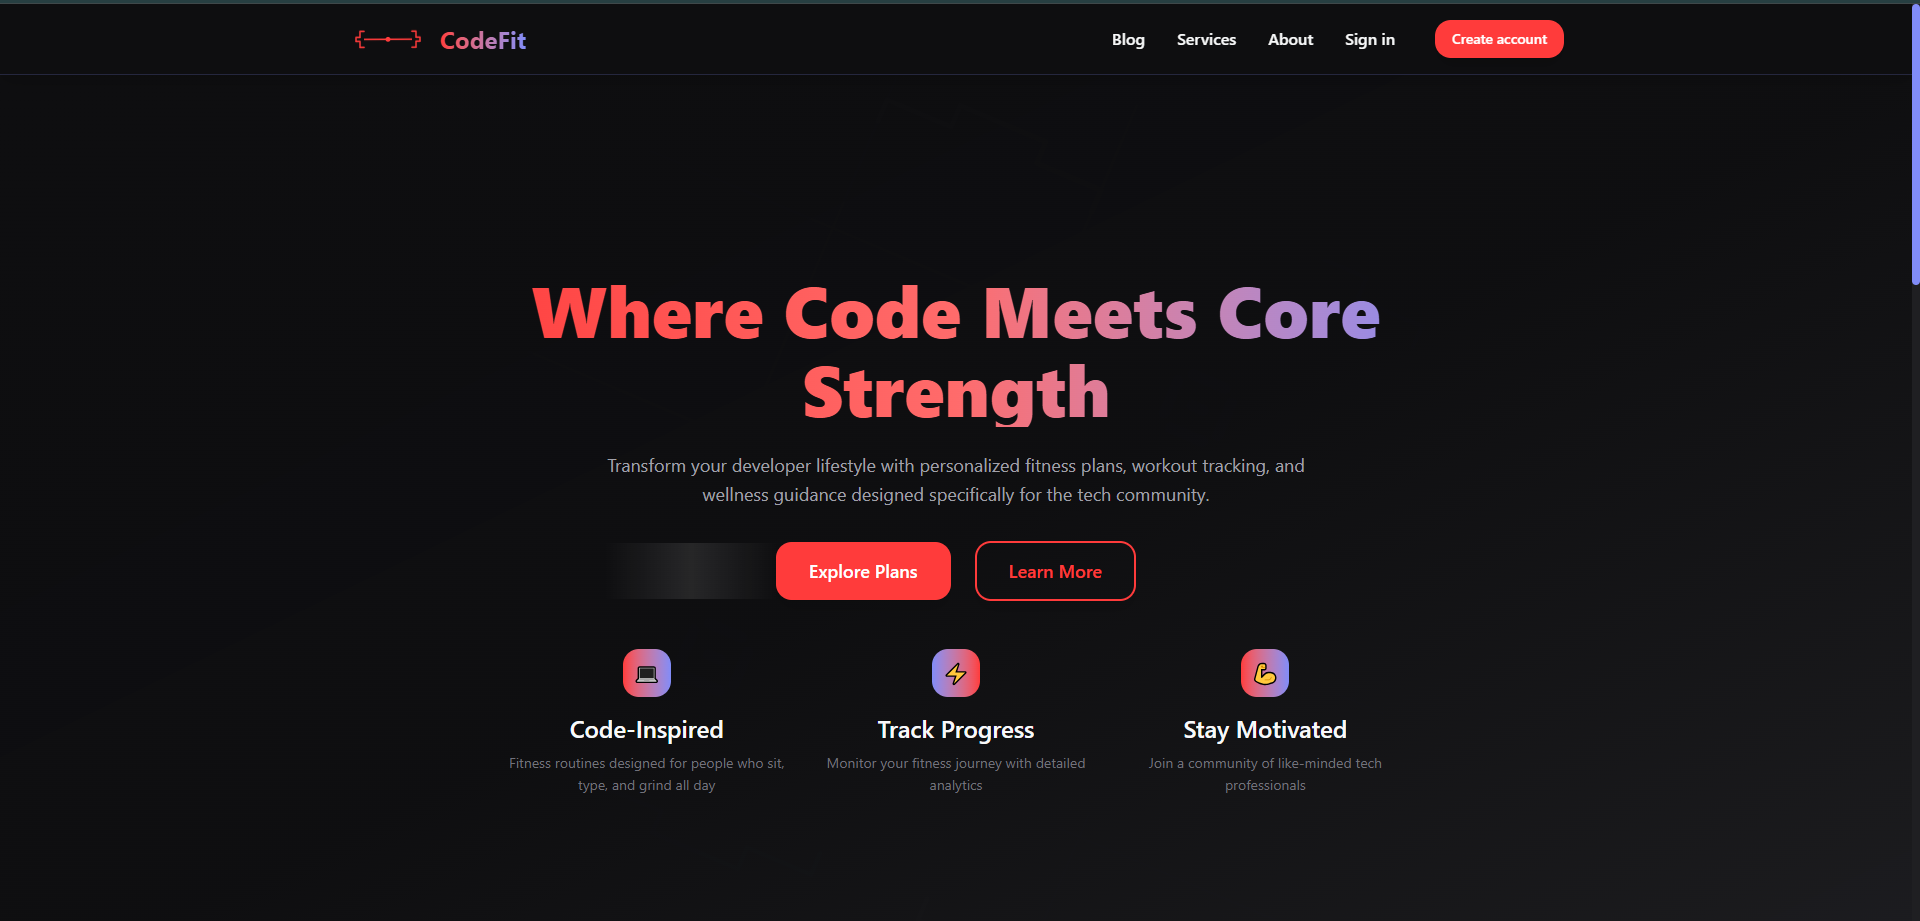 CodeFit
Blog Services About Sign in Create account
Where Code Meets Core
Strength
Transform your developer lifestyle with personalized fitness plans, workout tracking, and
wellness guidance designed specifically for the tech community.
Explore Plans Learn More
Code-Inspired
Fitness routines designed for people who sit,
type, and grind all day
Track Progress
Monitor your fitness journey with detailed
analytics
Stay Motivated
Join a community of like-minded tech
professionals